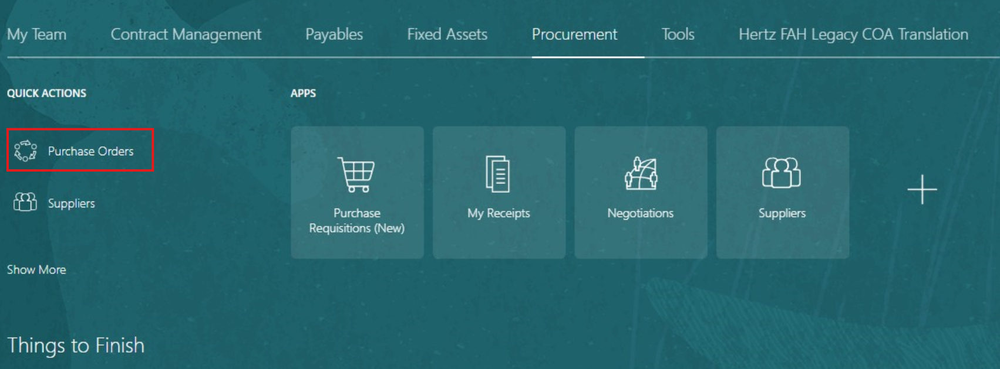 My Team
Contract Management
Payables
Fixed Assets
Procurement
Tools
Hertz FAH Legacy COA Translation
QUICK ACTIONS
APPS
Purchase Orders
Suppliers
Show More
Purchase
Requisitions (New)
My Receipts
Negotiations
Suppliers
Things to Finish